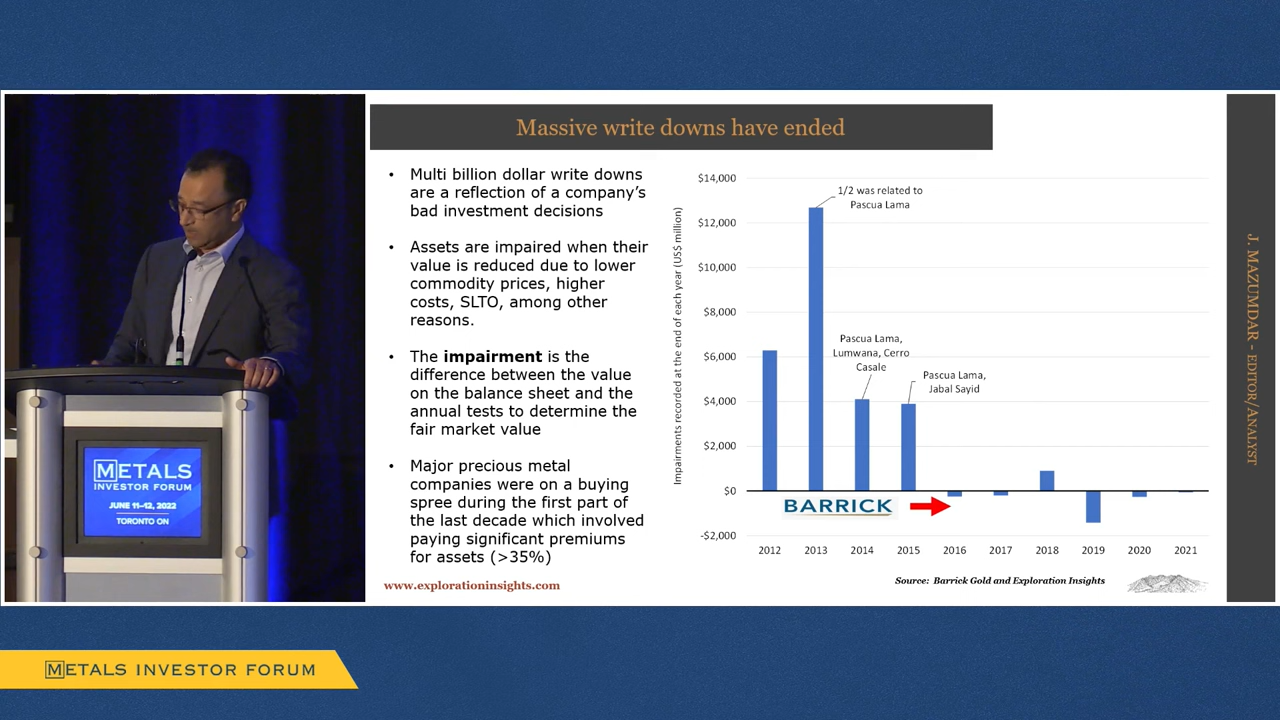 Massive write downs have ended
• Multi billion dollar write downs
are a reflection of a company's
bad investment decisions
• Assets are impaired when their
value is reduced due to lower
commodity prices, higher
costs, SLTO, among other
reasons.
• The impairment is the
difference between the value
on the balance sheet and the
annual tests to determine the
fair market value
• Major precious metal
companies were on a buying
spree during the first part of
the last decade which involved
paying significant premiums
for assets (>35%)
www.explorationinsights.com
Impairments recorded at the end of each year (US$ million)
$14,000
$12,000
$10,000
$8,000
$6,000
$4,000
$2,000
$0
-$2,000
1/2 was related to
Pascua Lama
Pascua Lama,
Lumwana, Cerro
Casale
Pascua Lama,
Jabal Sayid
BARRICK
2012 2013 2014 2015 2016 2017 2018 2019 2020 2021
Source: Barrick Gold and Exploration Insights
J. MAZUMDAR - EDITOR/ANALYST
METALS
INVESTOR FORUM
JUNE 11-12, 2022
TORONTO ON
METALS INVESTOR FORUM